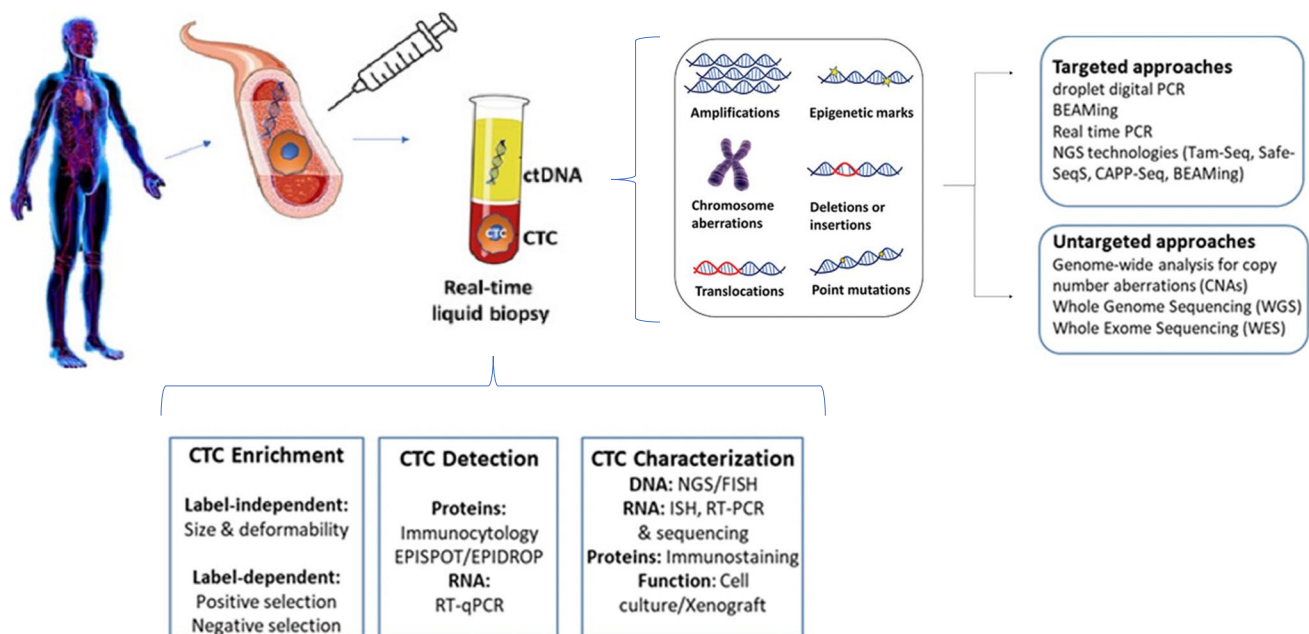 ctDNA
CTC
CTC
Real-time
liquid biopsy
Amplifications
Epigenetic marks
Chromosome
aberrations
Deletions or
insertions
Translocations
Point mutations
Targeted approaches
droplet digital PCR
BEAMing
Real time PCR
NGS technologies (Tam-Seq, Safe-
SeqS, CAPP-Seq, BEAMing)
Untargeted approaches
Genome-wide analysis for copy
number aberrations (CNAs)
Whole Genome Sequencing (WGS)
Whole Exome Sequencing (WES)
CTC Enrichment
Label-independent:
Size & deformability
Label-dependent:
Positive selection
Negative selection
CTC Detection
Proteins:
Immunocytology
EPISPOT/EPIDROP
RNA:
RT-qPCR
CTC Characterization
DNA: NGS/FISH
RNA: ISH, RT-PCR
& sequencing
Proteins: Immunostaining
Function: Cell
culture/Xenograft